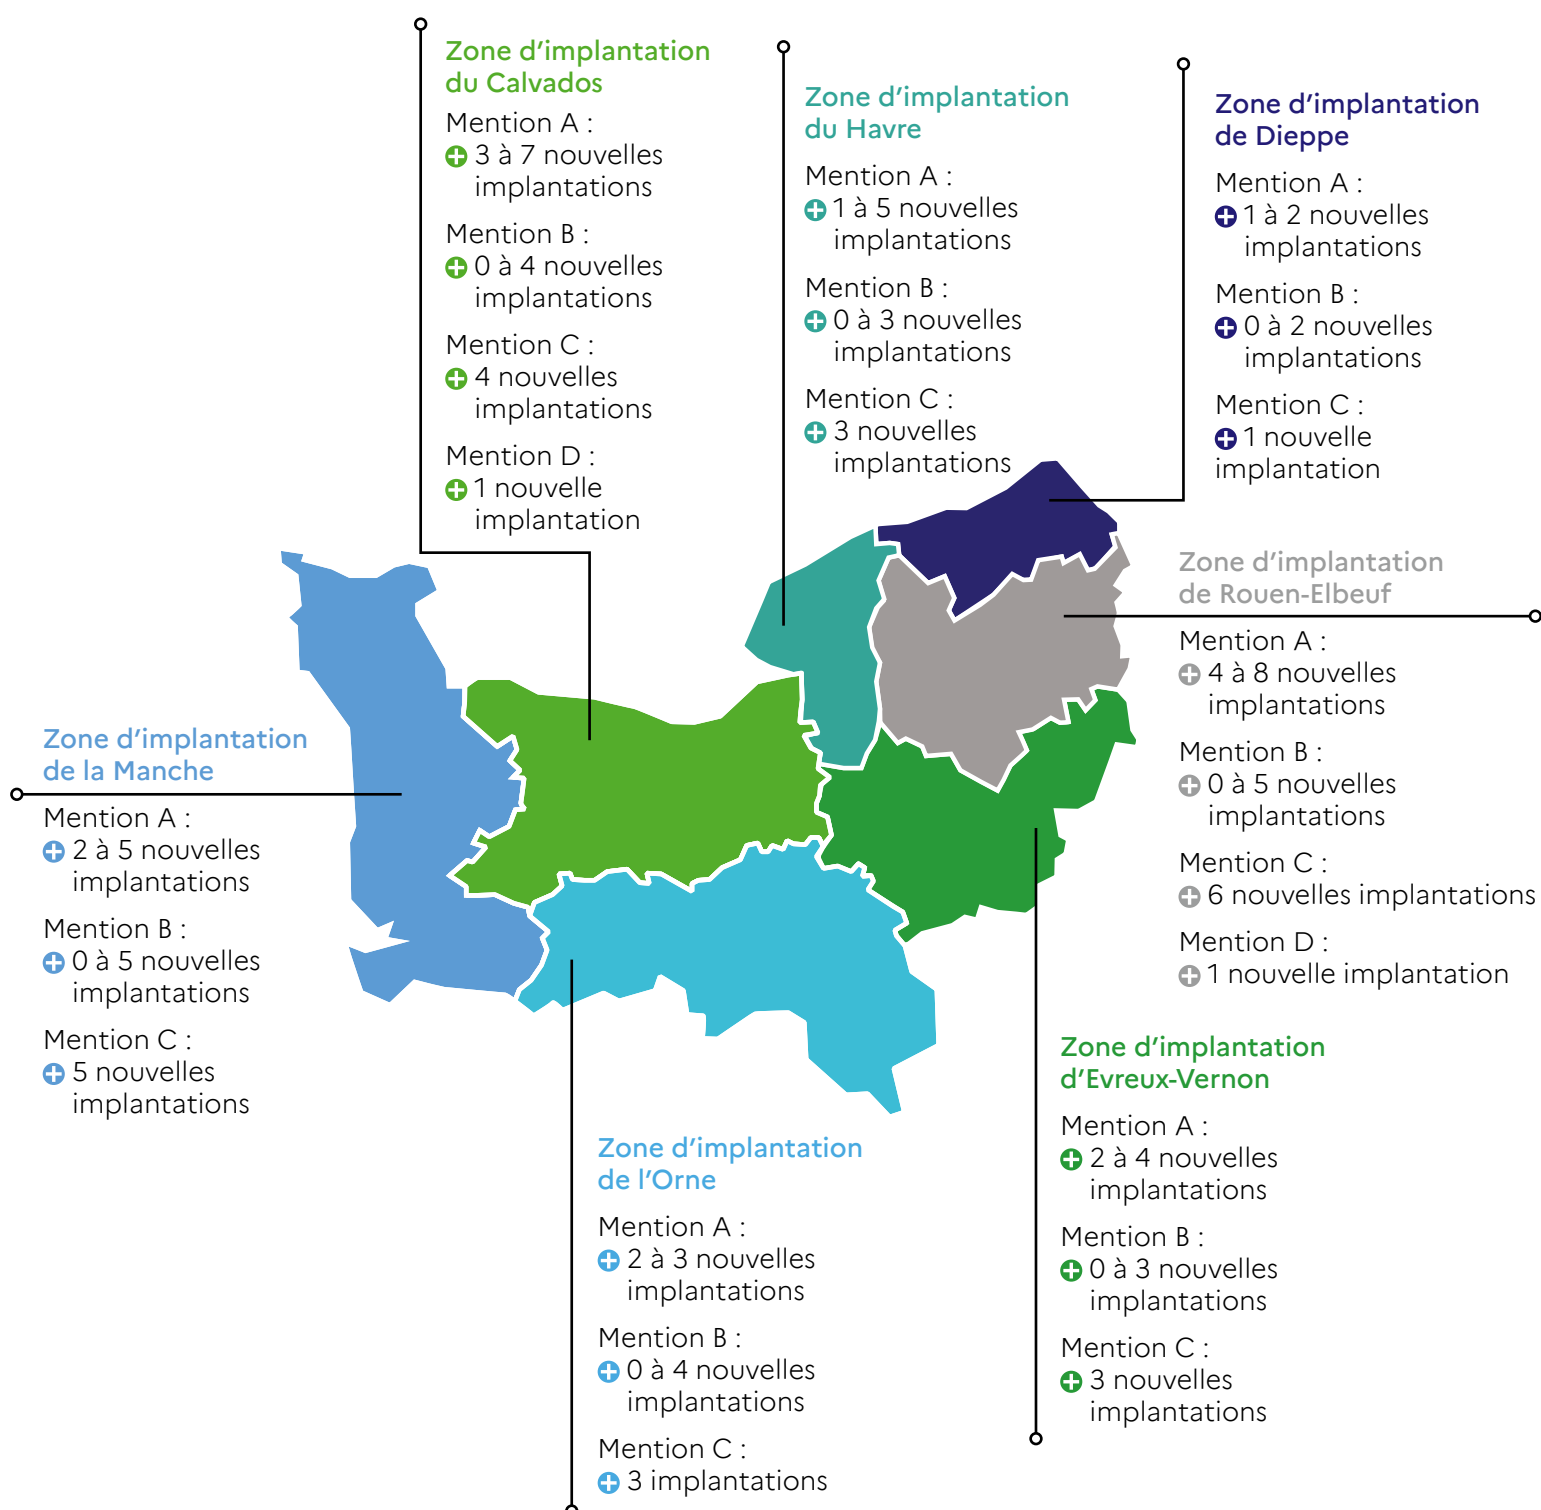 Zone d’implantation
du Calvados
Mention A :
3 à 7 nouvelles
implantations
Mention B :
0 à 4 nouvelles
implantations
Mention C :
4 nouvelles
implantations
Mention D :
1 nouvelle
implantation
Zone d’implantation
du Havre
Mention A :
1 à 5 nouvelles
implantations
Mention B :
0 à 3 nouvelles
implantations
Mention C :
3 nouvelles
implantations
Zone d’implantation
de Dieppe
Mention A :
1 à 2 nouvelles
implantations
Mention B :
0 à 2 nouvelles
implantations
Mention C :
1 nouvelle
implantation
Zone d’implantation
de Rouen-Elbeuf
Mention A :
4 à 8 nouvelles
implantations
Mention B :
0 à 5 nouvelles
implantations
Mention C :
6 nouvelles implantations
Mention D :
1 nouvelle implantation
Zone d’implantation
de la Manche
Mention A :
2 à 5 nouvelles
implantations
Mention B :
0 à 5 nouvelles
implantations
Mention C :
5 nouvelles
implantations
Zone d’implantation
de l’Orne
Mention A :
2 à 3 nouvelles
implantations
Mention B :
0 à 4 nouvelles
implantations
Mention C :
3 implantations
Zone d’implantation
d’Evreux-Vernon
Mention A :
2 à 4 nouvelles
implantations
Mention B :
0 à 3 nouvelles
implantations
Mention C :
3 nouvelles
implantations